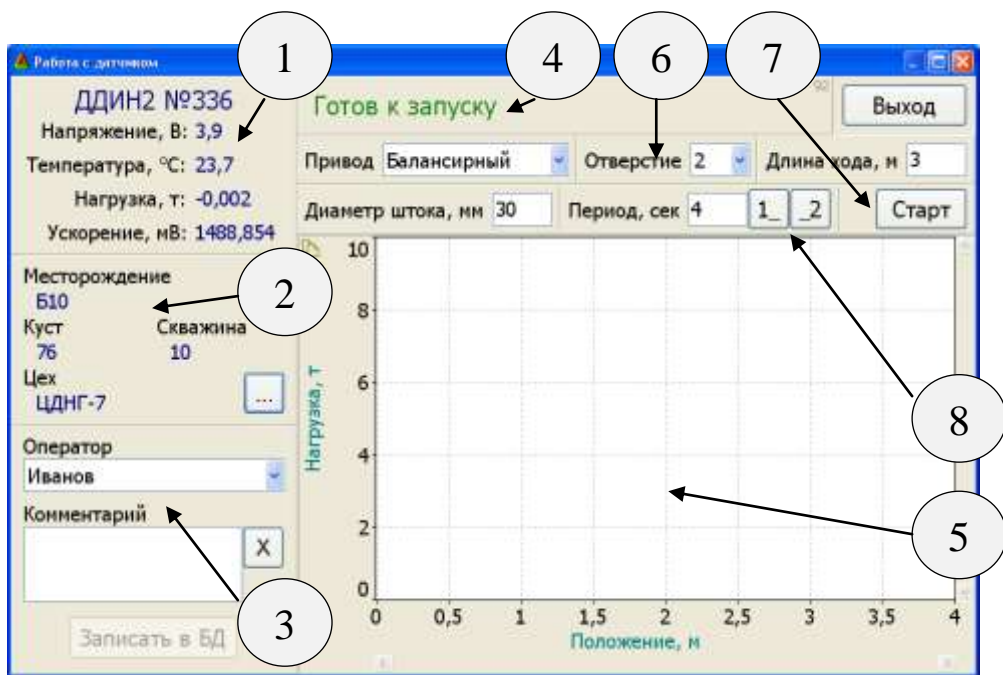 Работа с датчиком
ДДИН2 №336
Напряжение, В: 3,9
Температура, °C: 23,7
Нагрузка, т: -0,002
Ускорение, мВ: 1488,854
Месторождение
Б10
Куст Скважина
76 10
Цех
ЦДНГ-7
...
Оператор
Иванов
Комментарий
X
Записать в БД
1
2
3
4
6
7
Готов к запуску
92
Выход
Привод Балансирный Отверстие 2 Длина хода, м 3
Диаметр штока, мм 30 Период, сек 4 1_ _2 Старт
10
8
6
4
2
0
Нагрузка, т
0 0,5 1 1,5 2 2,5 3 3,5 4
Положение, м
8
5